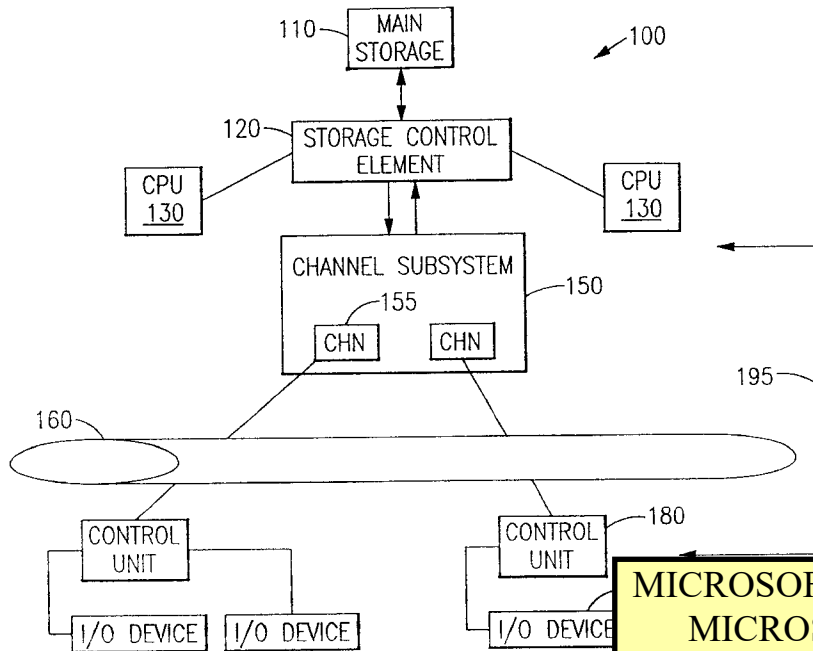 110
MAIN
STORAGE
100
120
STORAGE CONTROL
ELEMENT
CPU
130
CPU
130
CHANNEL SUBSYSTEM
150
155
CHN
CHN
195
160
CONTROL
UNIT
CONTROL
UNIT
180
I/O DEVICE
I/O DEVICE
I/O DEVICE